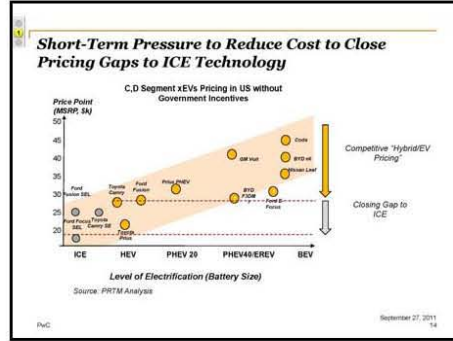 1
Short-Term Pressure to Reduce Cost to Close
Pricing Gaps to ICE Technology
C,D Segment xEVs Pricing in US without
Government Incentives
Price Point
(MSRP, $k)
50
45
40
35
30
25
20
Ford
Fusion SEL
Ford Focus
SEL
Toyota
Camry SE
Toyota
Camry
Ford
Fusion
Toyota
Prius
Prius PHEV
GM Volt
BYD
F3DM
Ford E
Focus
Coda
BYD e6
Nissan Leaf
Competitive "Hybrid/EV
Pricing"
Closing Gap to
ICE
ICE
HEV
PHEV 20
PHEV40/EREV
BEV
Level of Electrification (Battery Size)
Source: PRTM Analysis
PwC
September 27, 2011
14